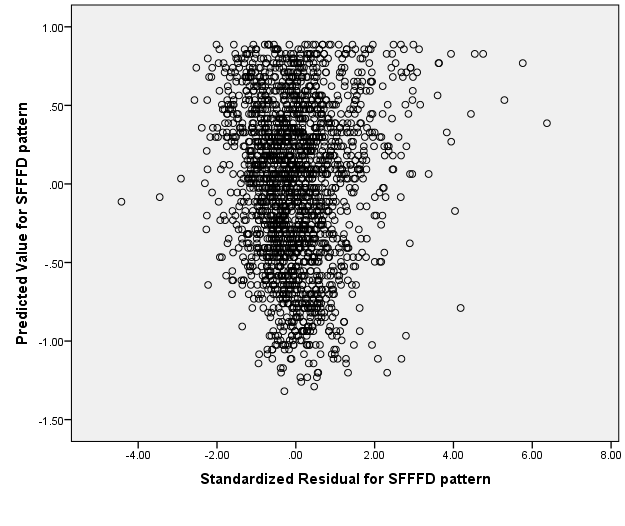 1.00
.50
.00
-.50
-1.00
-1.50
Predicted Value for SFFFD pattern
-4.00 -2.00 .00 2.00 4.00 6.00 8.00
Standardized Residual for SFFFD pattern